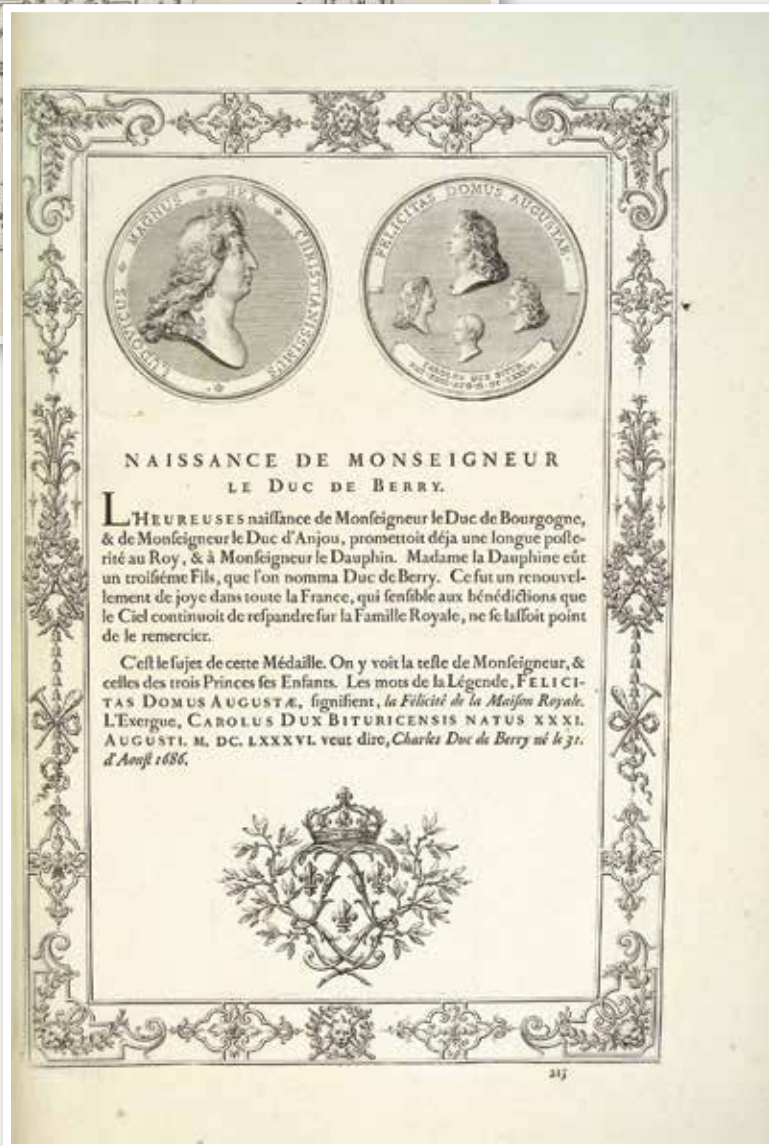 LUDOVICUS MAGNUS REX CHRISTIANISSIMUS
FELICITAS DOMUS AUGUSTAE.
CAROLUS DUX BITUR.
NAISSANCE DE MONSEIGNEUR
LE DUC DE BERRY.
L'HEUREUSES naiſſance de Monſeigneur le Duc de Bourgogne,
& de Monſeigneur le Duc d'Anjou, promettoit déja une longue poſte-
rité au Roy, & à Monſeigneur le Dauphin. Madame la Dauphine eût
un troiſiéme Fils, que l'on nomma Duc de Berry. Ce fut un renouvel-
lement de joye dans toute la France, qui ſenſible aux bénédictions que
le Ciel continuoit de reſpandre ſur la Famille Royale, ne ſe laſſoit point
de le remercier.
C'eſt le ſujet de cette Médaille. On y voit la teſte de Monſeigneur, &
celles des trois Princes ſes Enfants. Les mots de la Légende, FELICI-
TAS DOMUS AUGUSTÆ, ſignifient, la Félicité de la Maiſon Royale.
L'Exergue, CAROLUS DUX BITURICENSIS NATUS XXXI.
AUGUSTI. M. DC. LXXXVI. veut dire, Charles Duc de Berry né le 31.
d'Aouſt 1686.
215